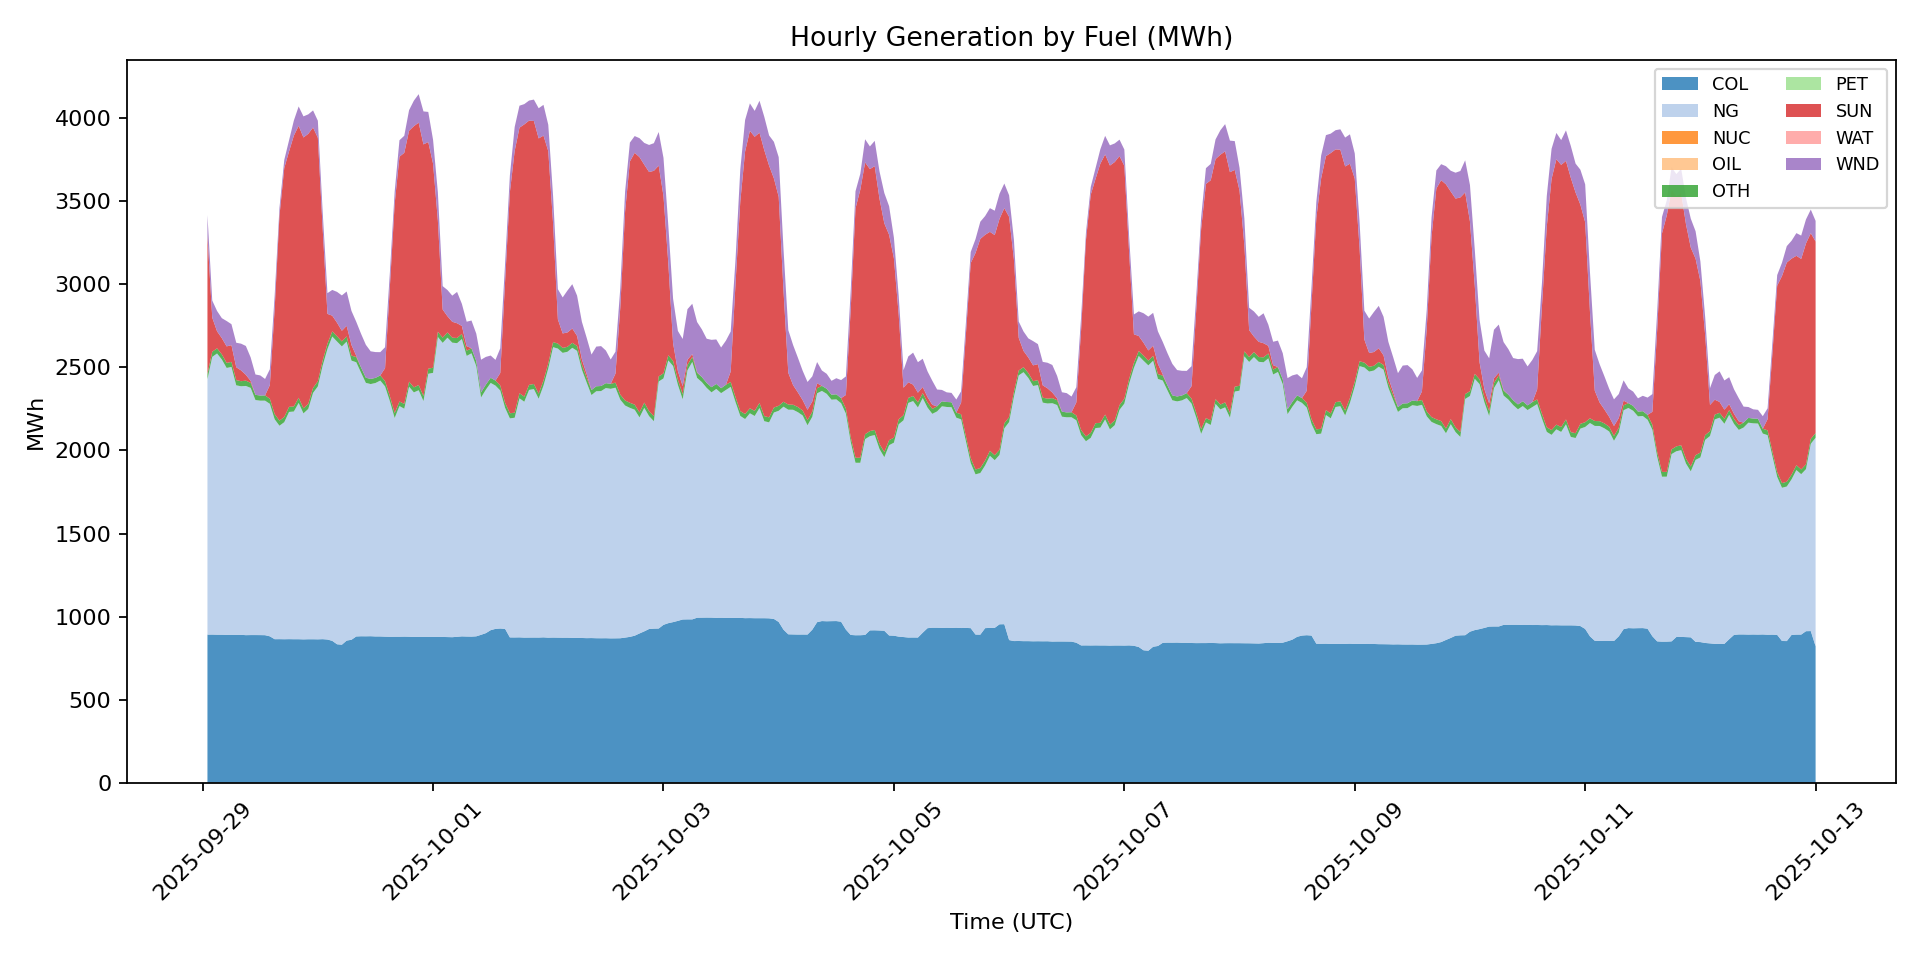 Hourly Generation by Fuel (MWh)
COL
NG
NUC
OIL
OTH
PET
SUN
WAT
WND
MWh
4000
3500
3000
2500
2000
1500
1000
500
0
2025-09-29
2025-10-01
2025-10-03
2025-10-05
2025-10-07
2025-10-09
2025-10-11
2025-10-13
Time (UTC)